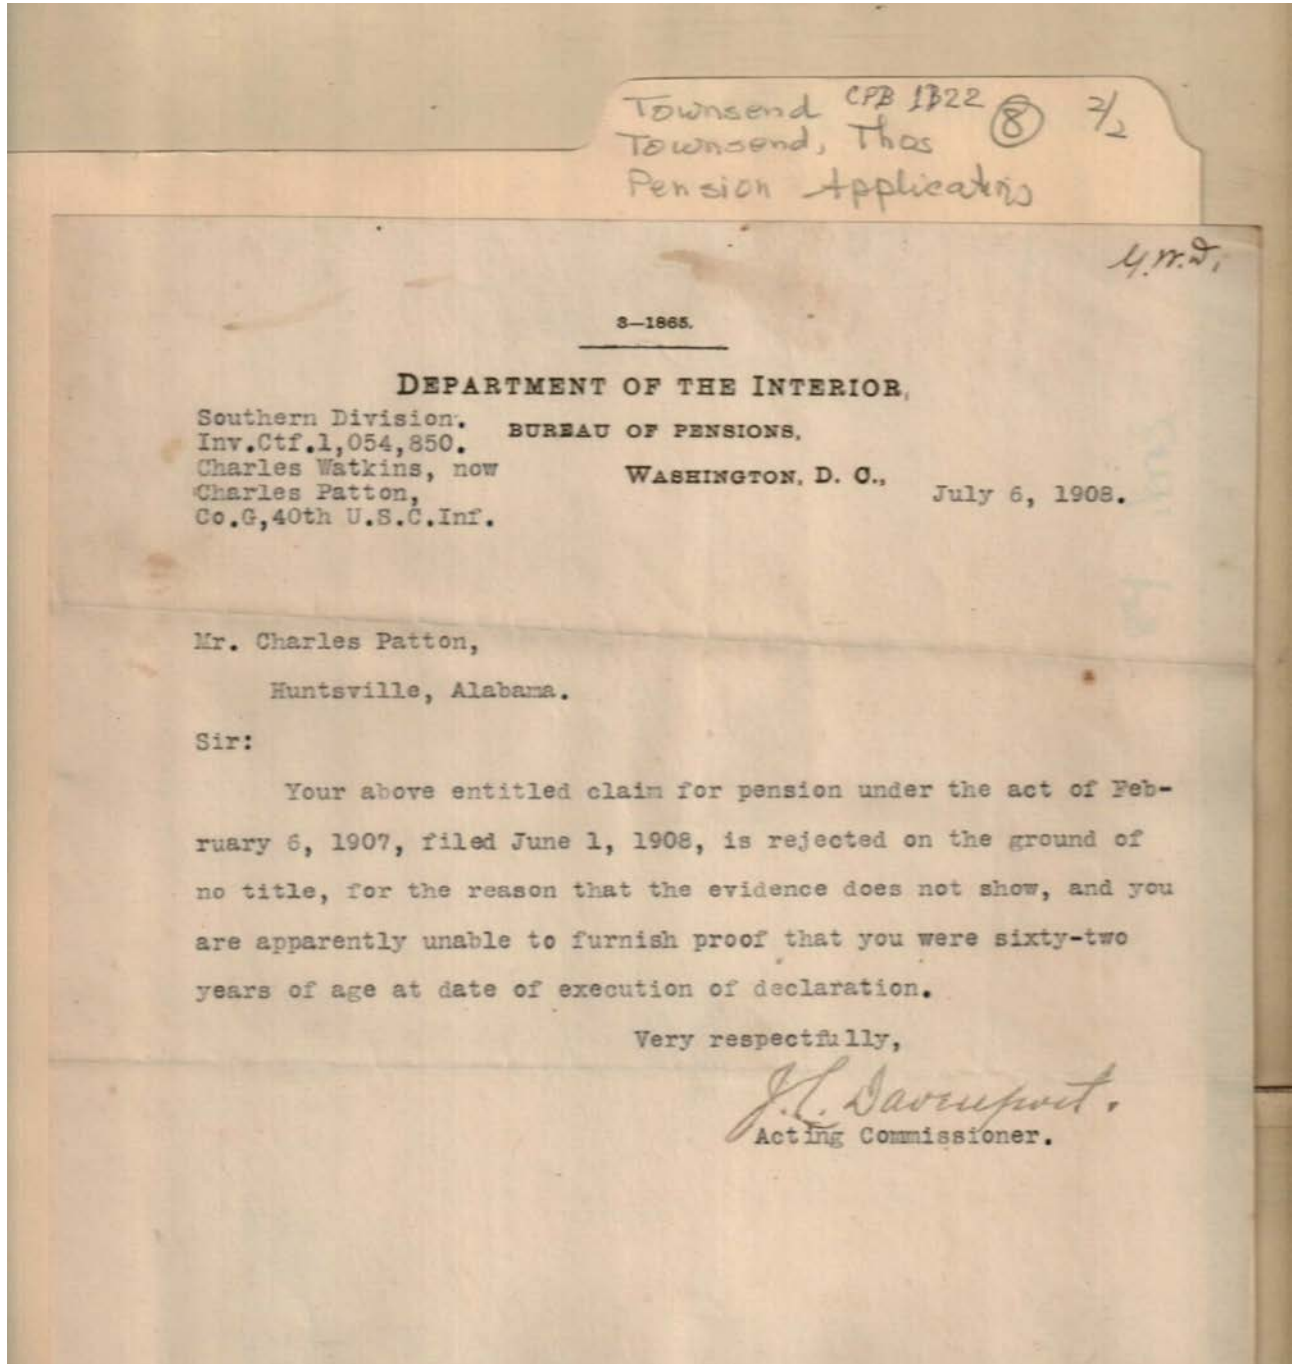 Townsend CPB 1B22 8 2/2
Townsend, Thos
Pension Applications
3—1865.
DEPARTMENT OF THE INTERIOR,
BUREAU OF PENSIONS,
WASHINGTON, D. C.,
Southern Division.
Inv.Ctf.1,054,850.
Charles Watkins, now
Charles Patton,
Co.G,40th U.S.C.Inf.
July 6, 1908.
Mr. Charles Patton,
Huntsville, Alabama.
Sir:
Your above entitled claim for pension under the act of Feb-
ruary 6, 1907, filed June 1, 1908, is rejected on the ground of
no title, for the reason that the evidence does not show, and you
are apparently unable to furnish proof that you were sixty-two
years of age at date of execution of declaration.
Very respectfully,
J. L. Davenport.
Acting Commissioner.